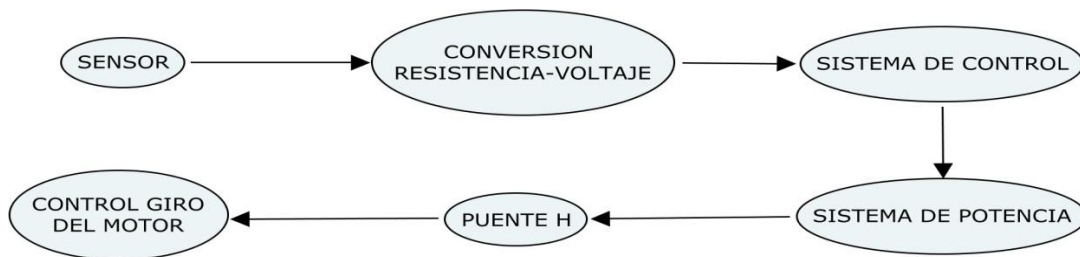 SENSOR
CONVERSION
RESISTENCIA-VOLTAJE
SISTEMA DE CONTROL
SISTEMA DE POTENCIA
PUENTE H
CONTROL GIRO
DEL MOTOR